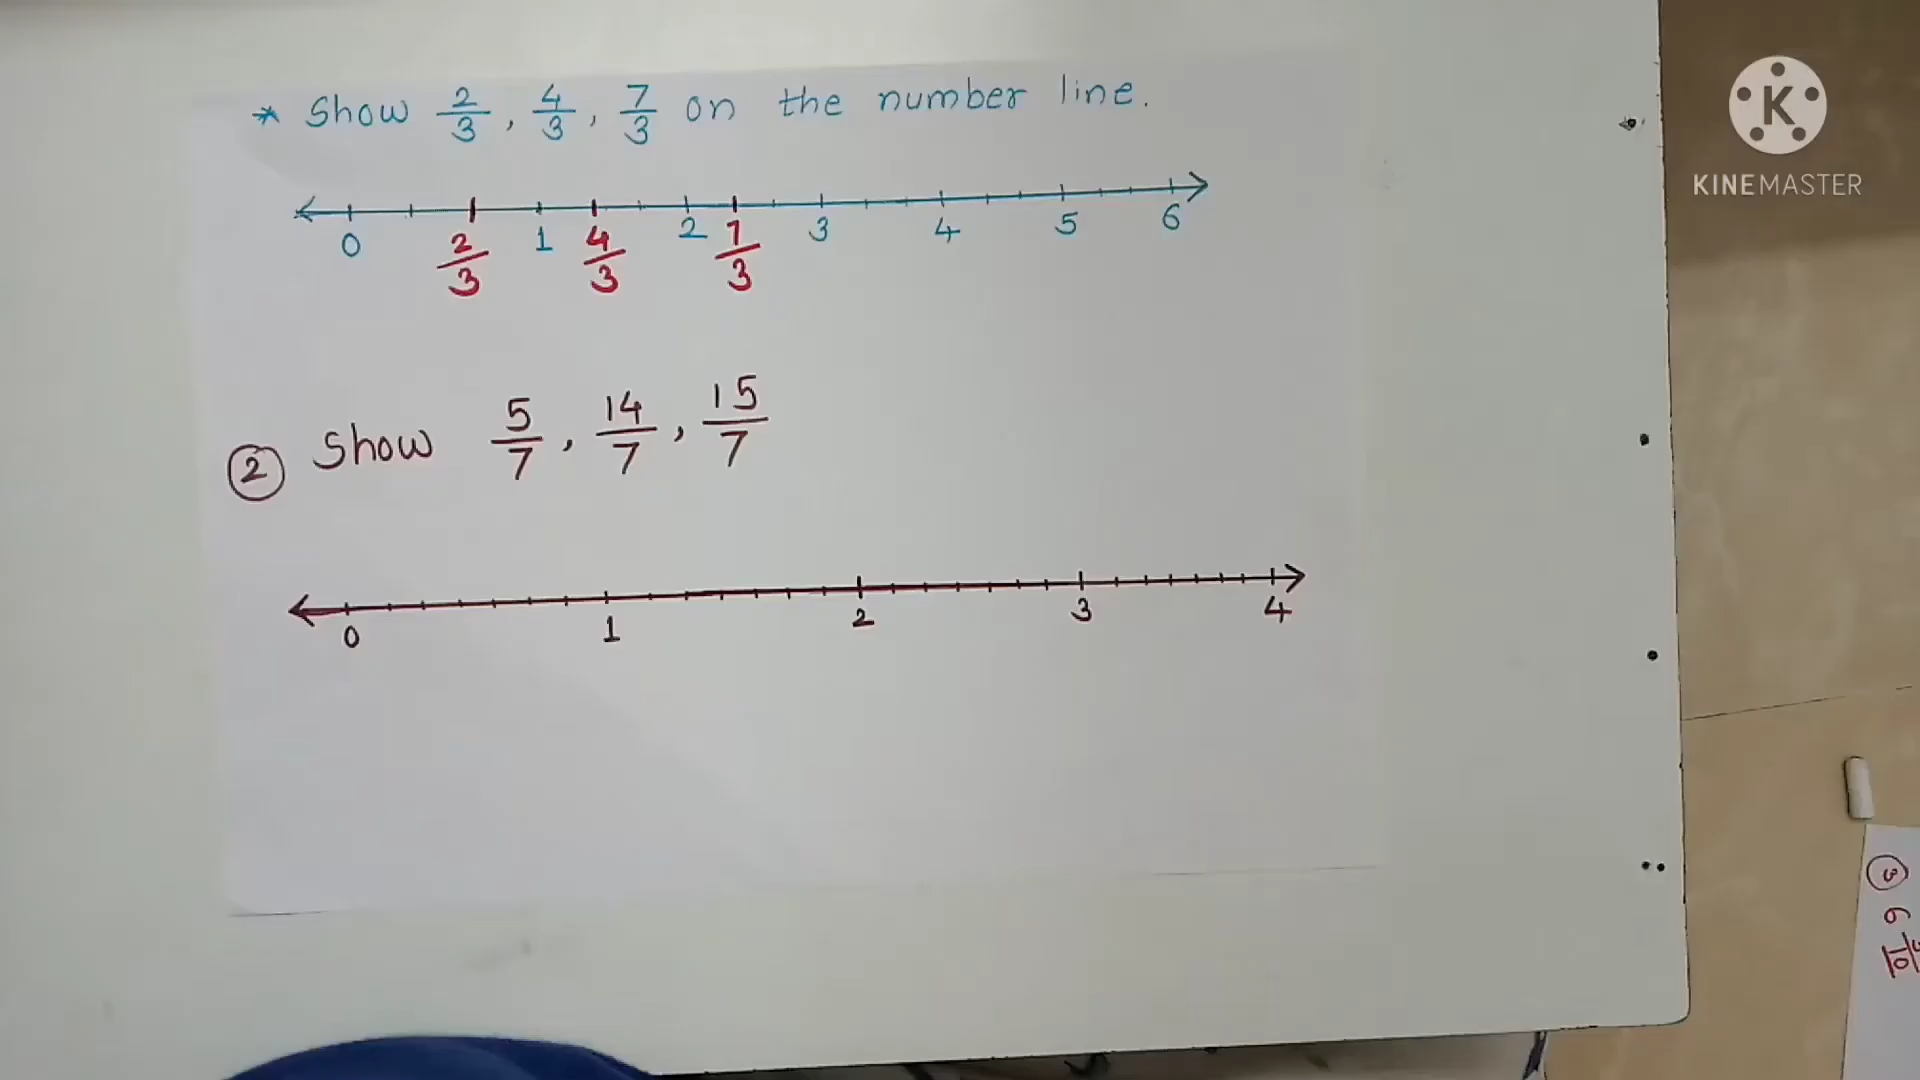 * Show 2/3, 4/3, 7/3 on the number line.
0 2/3 1 4/3 2 7/3 3 4 5 6
② Show 5/7, 14/7, 15/7
0 1 2 3 4
K
KINEMASTER